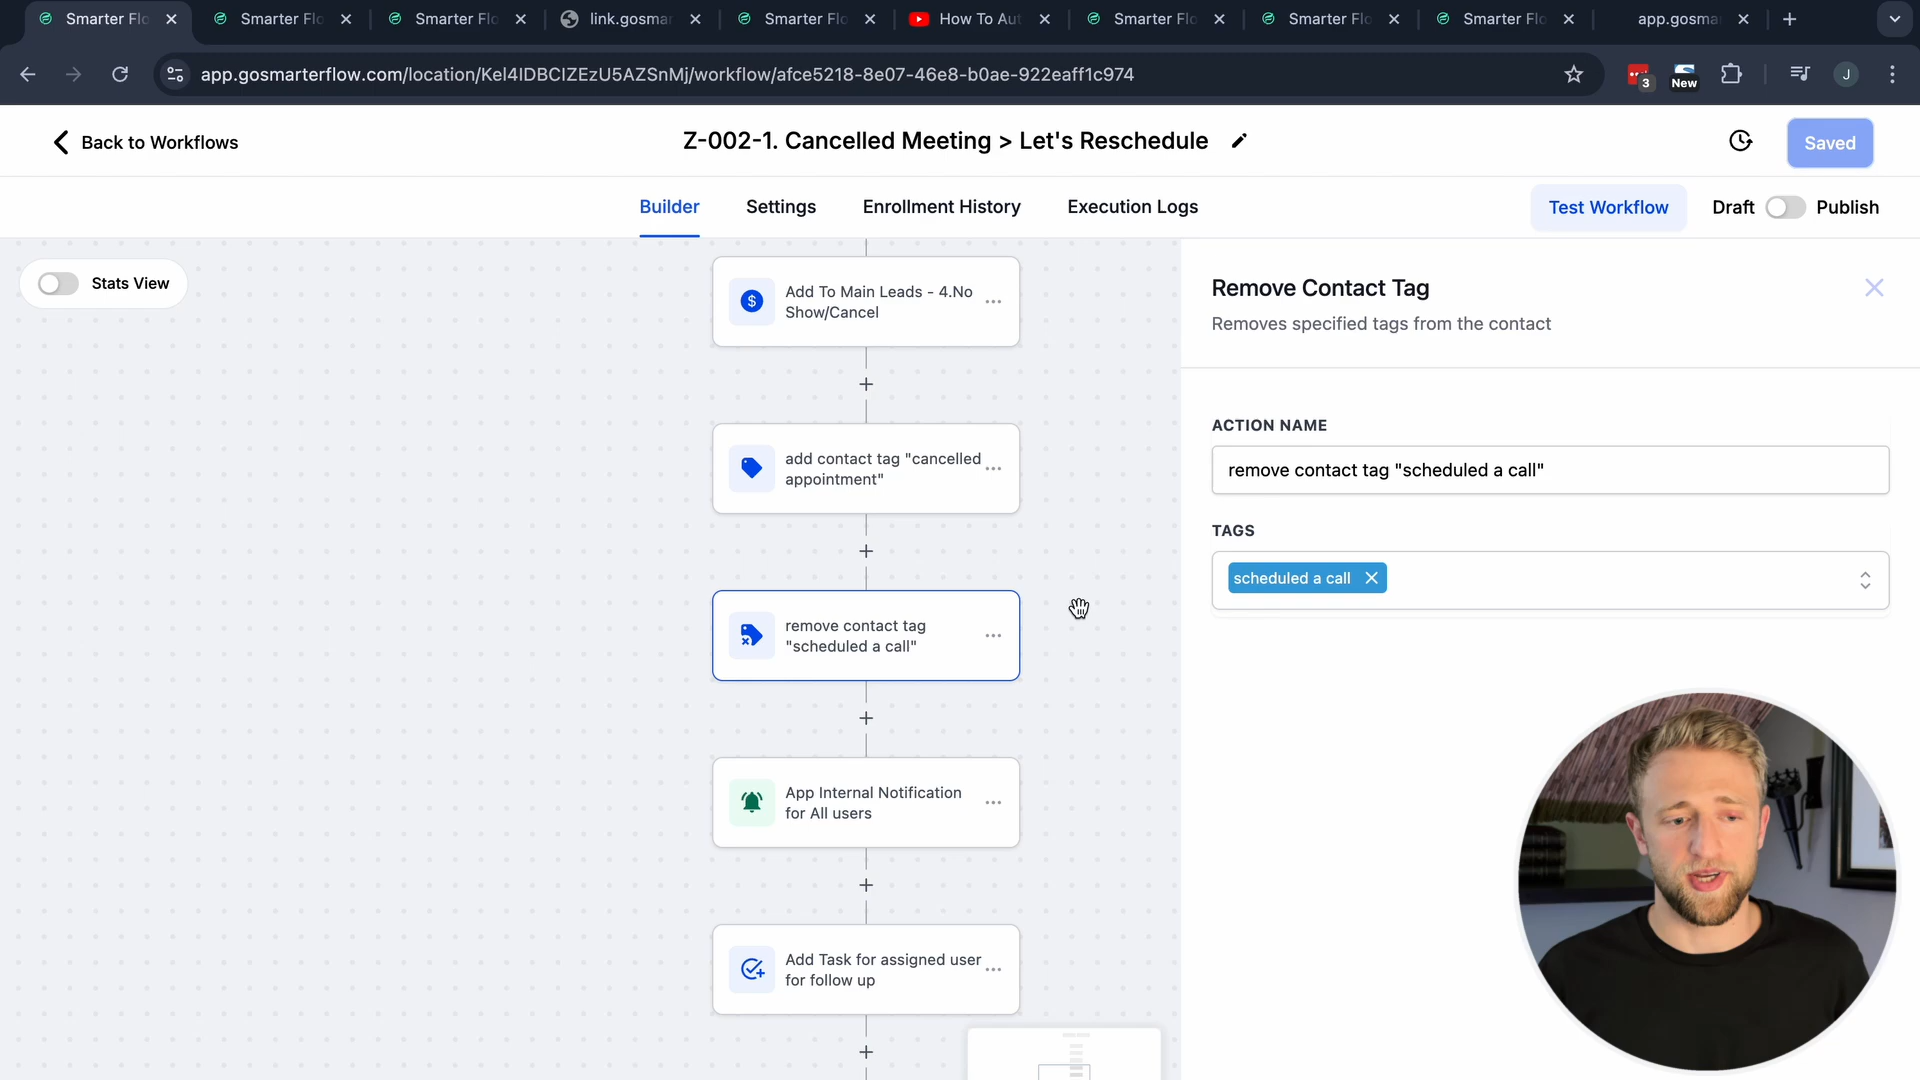 Smarter Flo
Smarter Flo
Smarter Flo
link.gosmar
Smarter Flo
How To Aut
Smarter Flo
Smarter Flo
Smarter Flo
app.gosma
app.gosmarterflow.com/location/Kel4IDBCIZEzU5AZSnMj/workflow/afce5218-8e07-46e8-b0ae-922eaff1c974
3
New
J
Back to Workflows
Z-002-1. Cancelled Meeting > Let's Reschedule
Saved
Builder
Settings
Enrollment History
Execution Logs
Test Workflow
Draft
Publish
Stats View
Add To Main Leads - 4.No
Show/Cancel
add contact tag "cancelled
appointment"
remove contact tag
"scheduled a call"
App Internal Notification
for All users
Add Task for assigned user
for follow up
Remove Contact Tag
Removes specified tags from the contact
ACTION NAME
remove contact tag "scheduled a call"
TAGS
scheduled a call